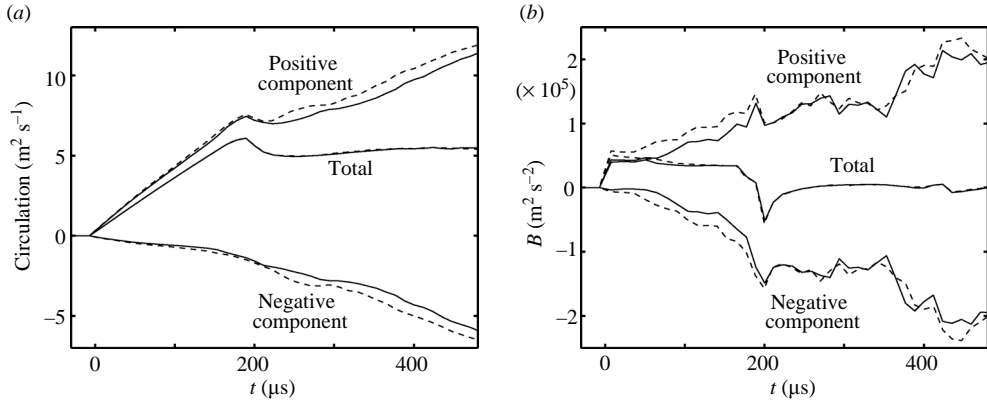 (a)
10
5
0
−5
Circulation (m² s⁻¹)
Positive
component
Total
Negative
component
0
200
400
t (μs)
(b)
2
(× 10⁵)
1
0
−1
−2
B (m² s⁻²)
Positive
component
Total
Negative
component
0
200
400
t (μs)